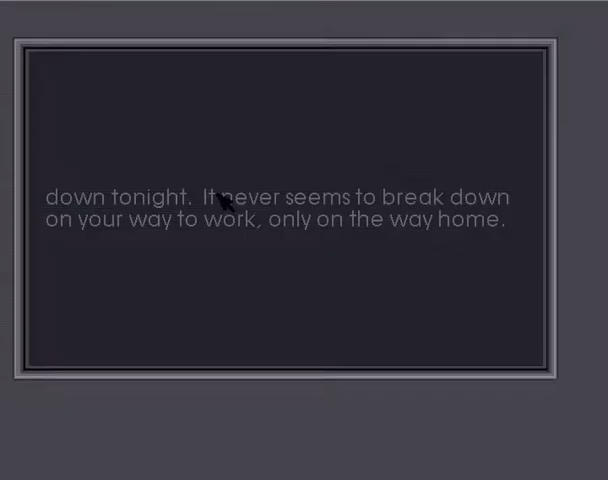 down tonight. It never seems to break down
on your way to work, only on the way home.